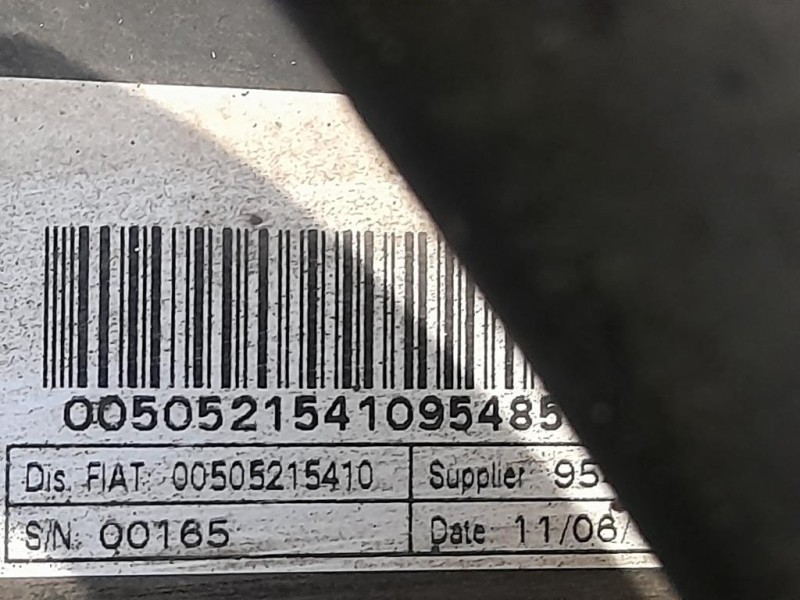 0050521541095485
Dis. FIAT: 00505215410 Supplier 95
S/N 00165 Date 11/06/